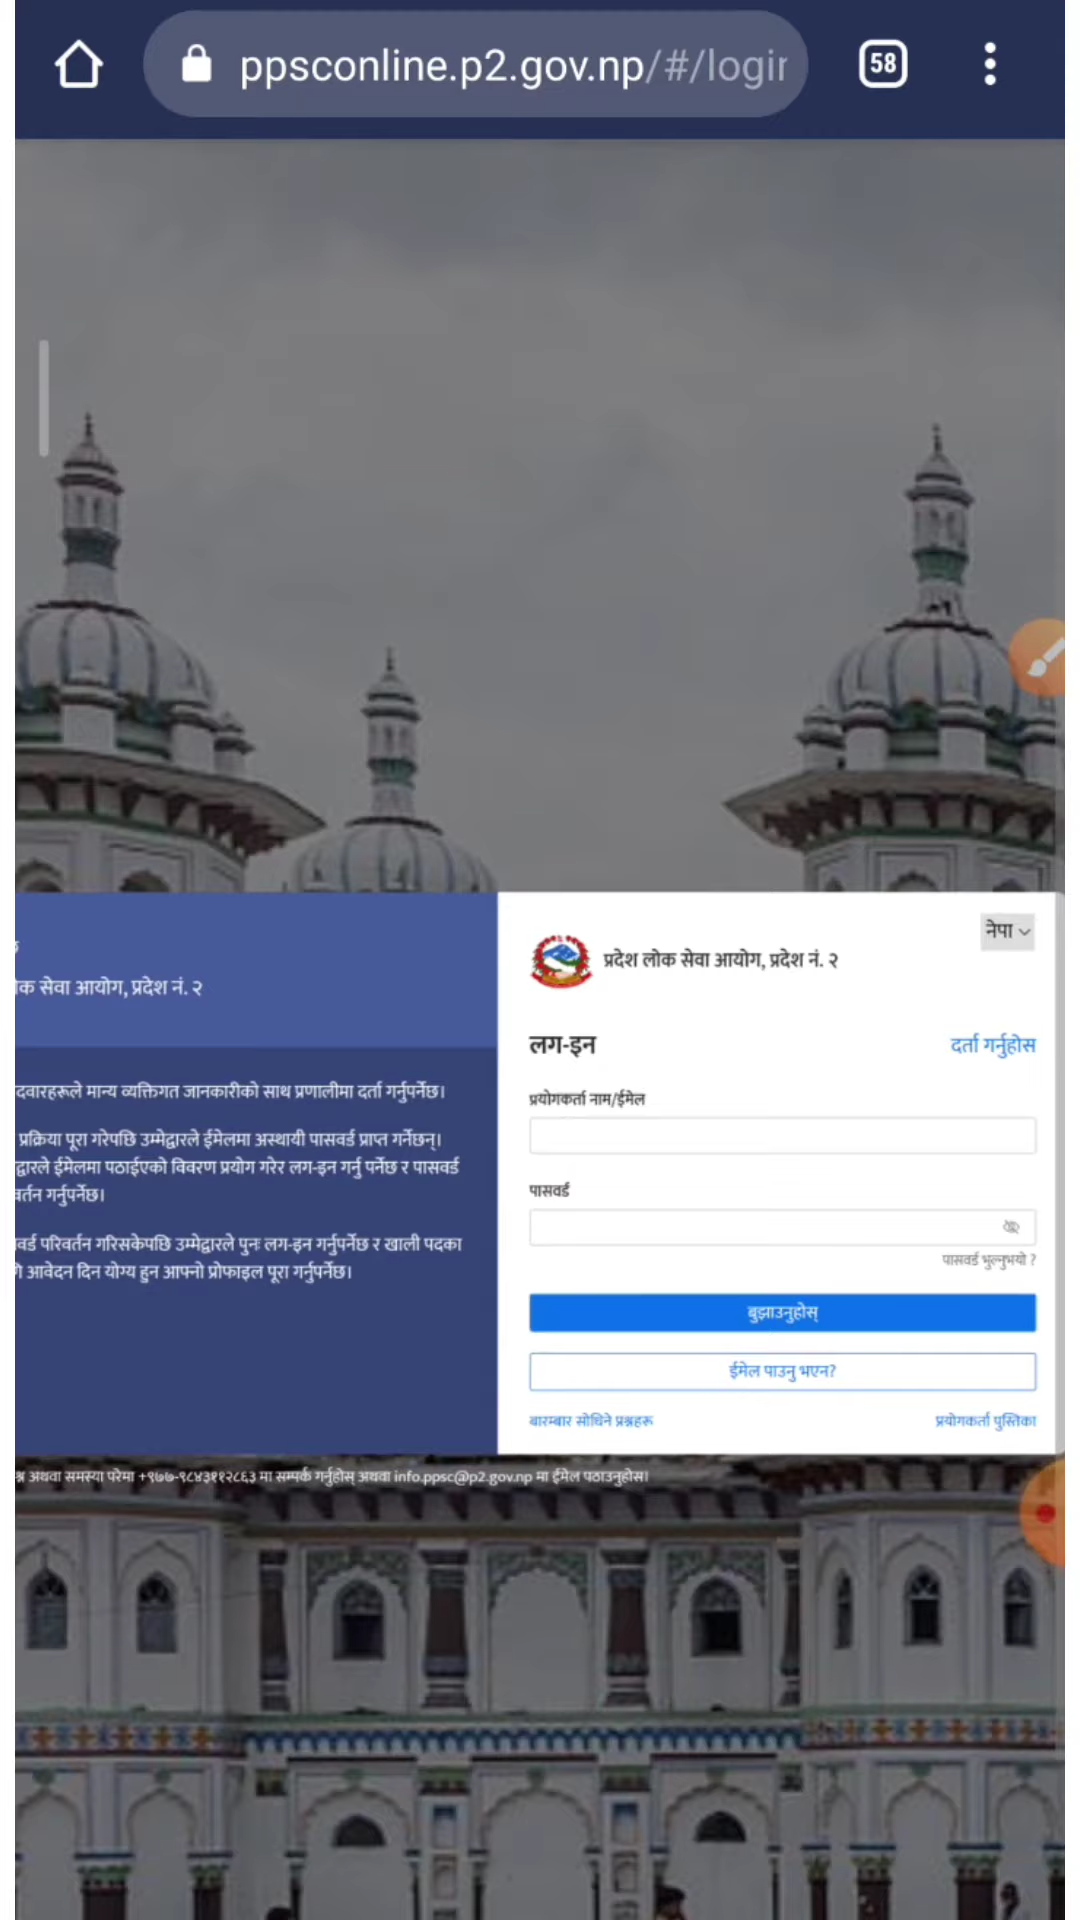 ppsconline.p2.gov.np/#/login
58
क सेवा आयोग, प्रदेश नं. २
दवारहरूले मान्य व्यक्तिगत जानकारीको साथ प्रणालीमा दर्ता गर्नुपर्नेछ।
प्रक्रिया पूरा गरेपछि उम्मेद्वारले ईमेलमा अस्थायी पासवर्ड प्राप्त गर्नेछन्।
द्वारले ईमेलमा पठाईएको विवरण प्रयोग गरेर लग-इन गर्नु पर्नेछ र पासवर्ड
वर्तन गर्नुपर्नेछ।
वर्ड परिवर्तन गरिसकेपछि उम्मेद्वारले पुनः लग-इन गर्नुपर्नेछ र खाली पदका
आवेदन दिन योग्य हुन आफ्नो प्रोफाइल पूरा गर्नुपर्नेछ।
नेपा
प्रदेश लोक सेवा आयोग, प्रदेश नं. २
लग-इन
दर्ता गर्नुहोस
प्रयोगकर्ता नाम/ईमेल
पासवर्ड
पासवर्ड भुल्नुभयो ?
बुझाउनुहोस्
ईमेल पाउनु भएन?
बारम्बार सोधिने प्रश्नहरू
प्रयोगकर्ता पुस्तिका
श्न अथवा समस्या परेमा +९७७-९८४३११२८६३ मा सम्पर्क गर्नुहोस् अथवा info.ppsc@p2.gov.np मा ईमेल पठाउनुहोस।